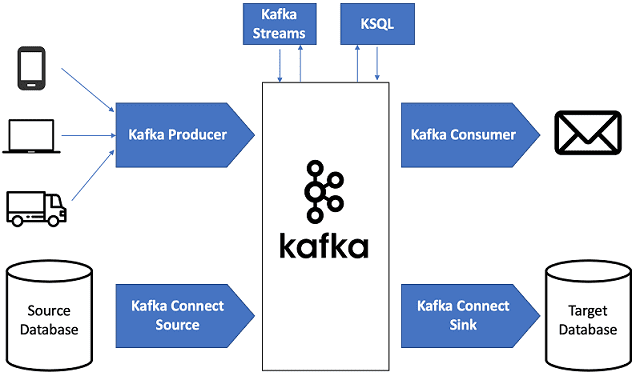 Kafka
Streams
KSQL
Kafka Producer
Kafka Consumer
kafka
Source
Database
Kafka Connect
Source
Kafka Connect
Sink
Target
Database